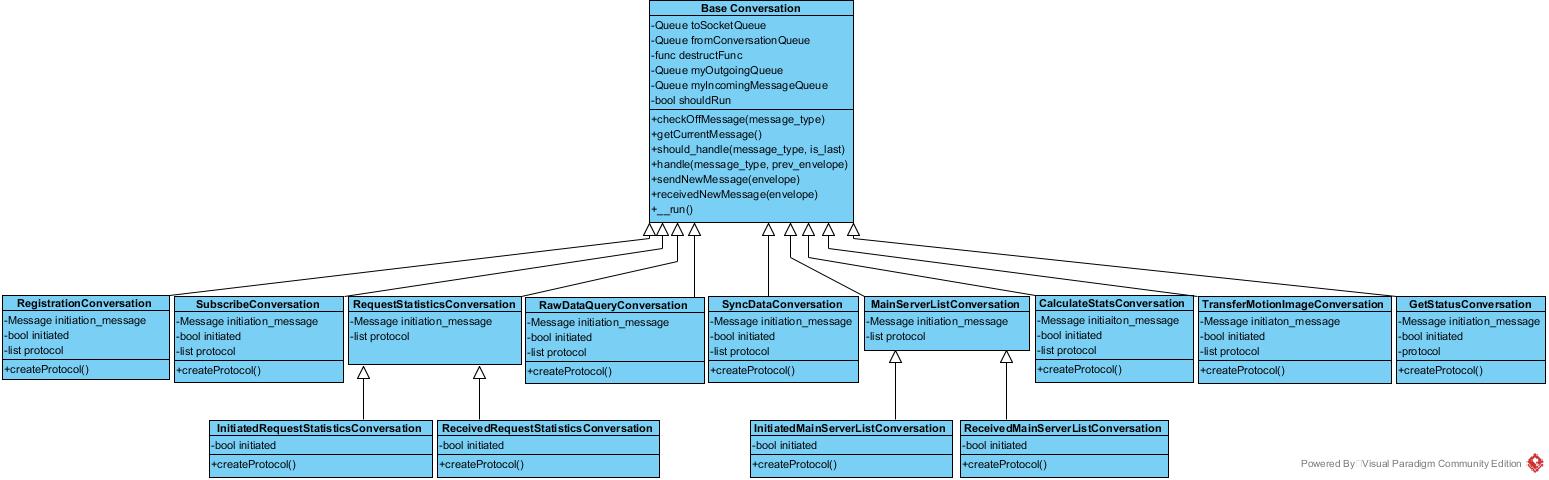 Base Conversation
-Queue toSocketQueue
-Queue fromConversationQueue
-func destructFunc
-Queue myOutgoingQueue
-Queue myIncomingMessageQueue
-bool shouldRun
+checkOffMessage(message_type)
+getCurrentMessage()
+should_handle(message_type, is_last)
+handle(message_type, prev_envelope)
+sendNewMessage(envelope)
+receivedNewMessage(envelope)
+__run()
RegistrationConversation
-Message initiation_message
-bool initiated
-list protocol
+createProtocol()
SubscribeConversation
-Message initiation_message
-bool initiated
-list protocol
+createProtocol()
RequestStatisticsConversation
-Message initiation_message
-list protocol
RawDataQueryConversation
-Message initiation_message
-bool initiated
-list protocol
+createProtocol()
SyncDataConversation
-Message initiation_message
-bool initiated
-list protocol
+createProtocol()
MainServerListConversation
-Message initiation_message
-list protocol
CalculateStatsConversation
-Message initiaiton_message
-bool initiated
-list protocol
+createProtocol()
TransferMotionImageConversation
-Message initiaton_message
-bool initiated
-list protocol
+createProtocol()
GetStatusConversation
-Message initiation_message
-bool initiated
-protocol
+createProtocol()
InitiatedRequestStatisticsConversation
-bool initiated
+createProtocol()
ReceivedRequestStatisticsConversation
-bool initiated
+createProtocol()
InitiatedMainServerListConversation
-bool initiated
+createProtocol()
ReceivedMainServerListConversation
-bool initiated
+createProtocol()
Powered By Visual Paradigm Community Edition